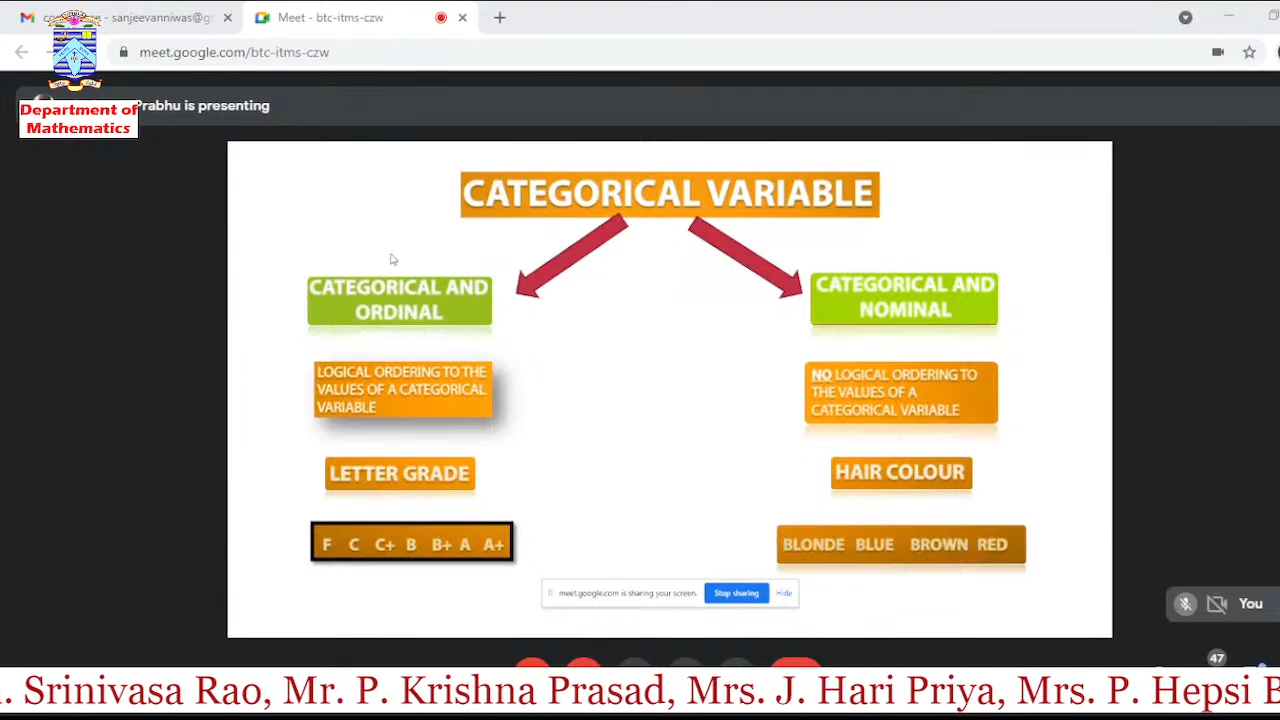 sanjeevanniwas@g
Meet - btc-itms-czw
meet.google.com/btc-itms-czw
Department of
Mathematics
Prabhu is presenting
CATEGORICAL VARIABLE
CATEGORICAL AND
ORDINAL
LOGICAL ORDERING TO THE
VALUES OF A CATEGORICAL
VARIABLE
LETTER GRADE
F C C+ B B+ A A+
CATEGORICAL AND
NOMINAL
NO LOGICAL ORDERING TO
THE VALUES OF A
CATEGORICAL VARIABLE
HAIR COLOUR
BLONDE BLUE BROWN RED
meet.google.com is sharing your screen.
Stop sharing
Hide
You
47
. Srinivasa Rao, Mr. P. Krishna Prasad, Mrs. J. Hari Priya, Mrs. P. Hepsi